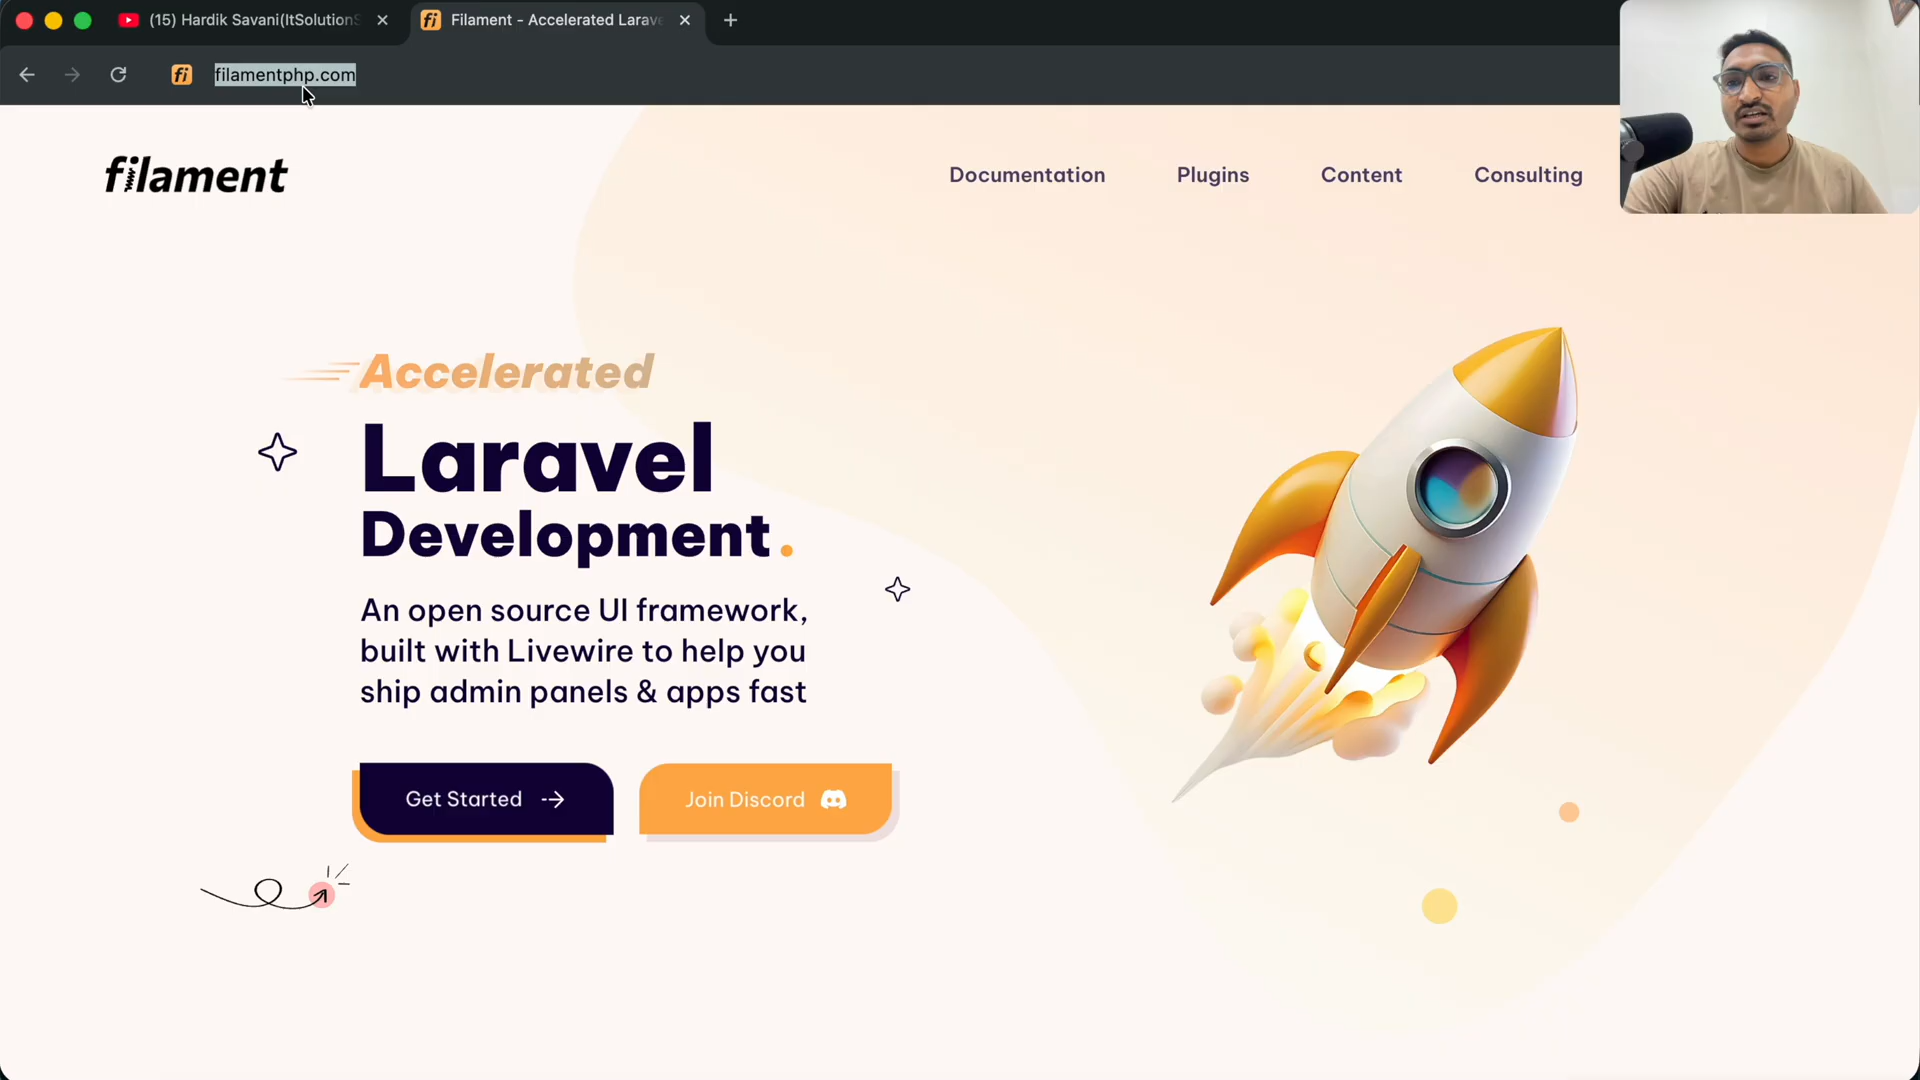 (15) Hardik Savani(ItSolutionS
Filament - Accelerated Larave
filamentphp.com
filament
Documentation
Plugins
Content
Consulting
Accelerated
Laravel
Development.
An open source UI framework,
built with Livewire to help you
ship admin panels & apps fast
Get Started
Join Discord